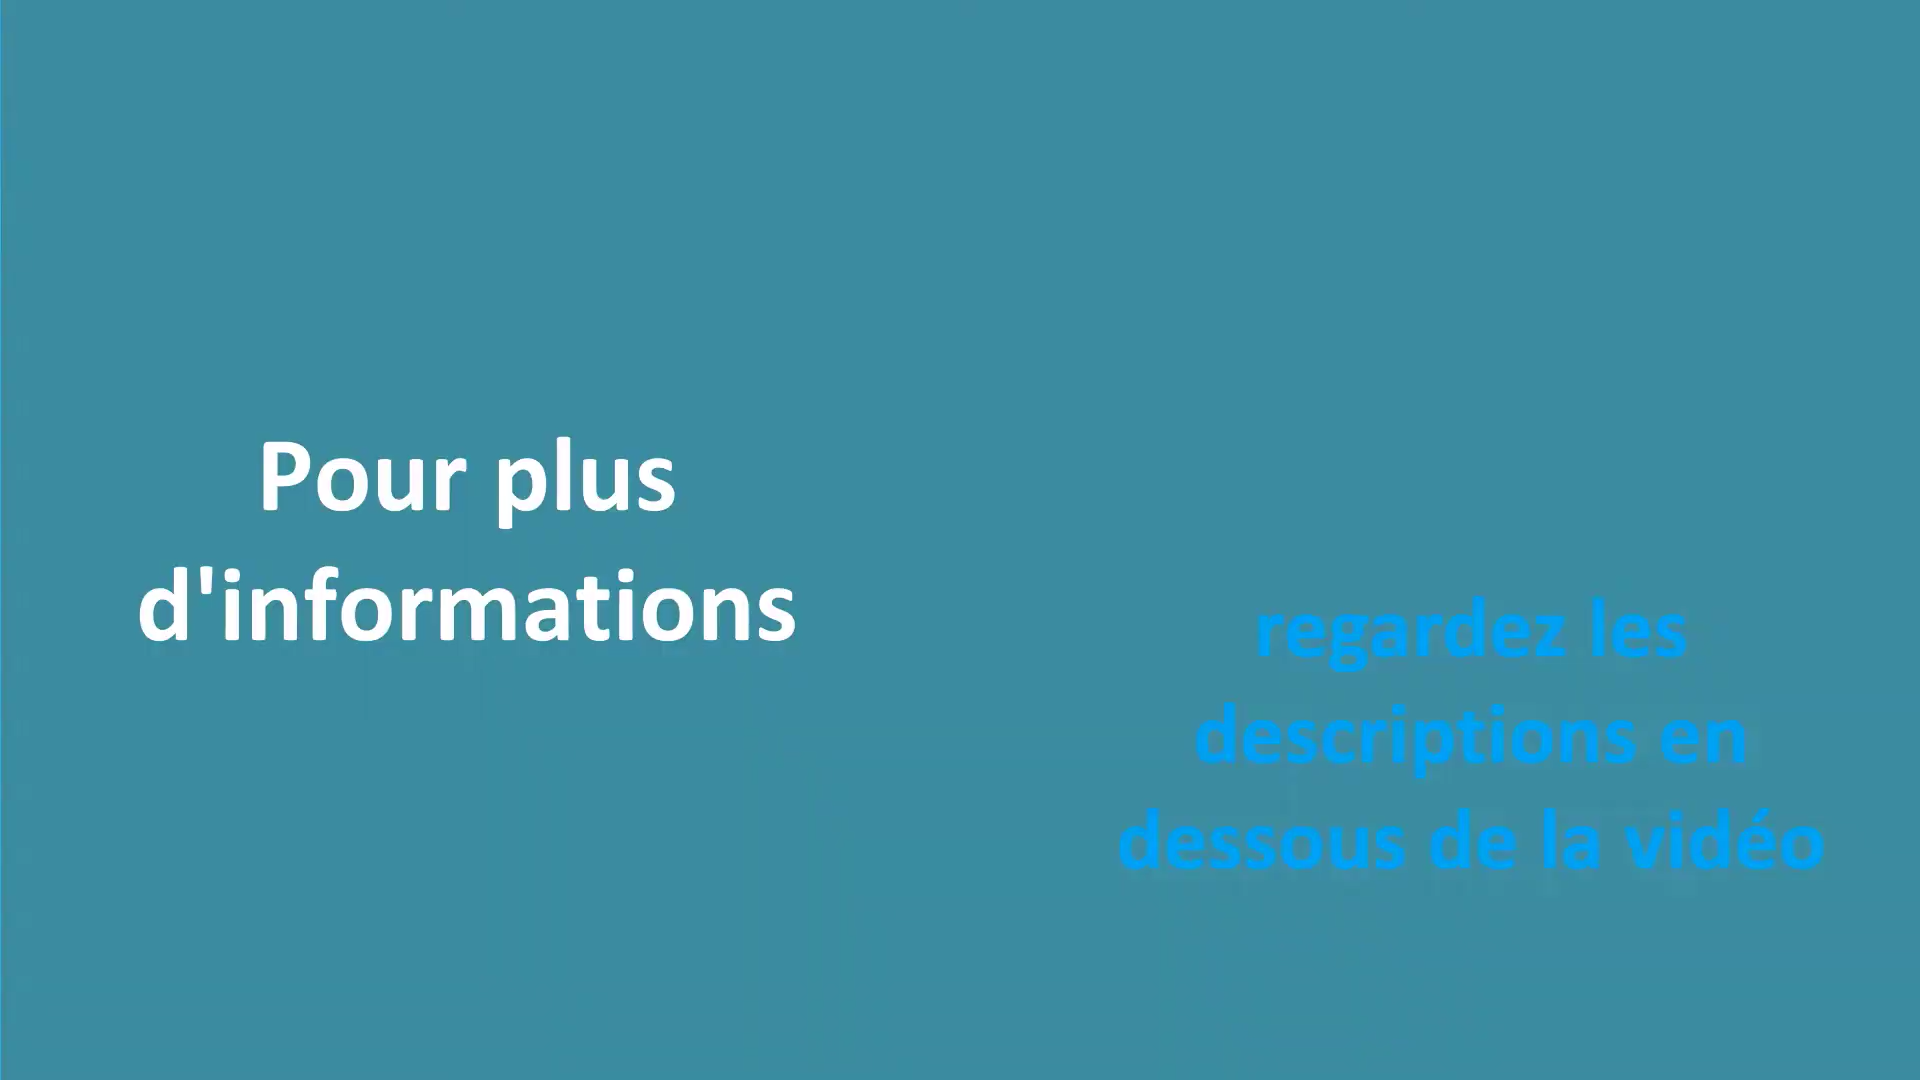 Pour plus
d'informations
regardez les
descriptions en
dessous de la vidéo